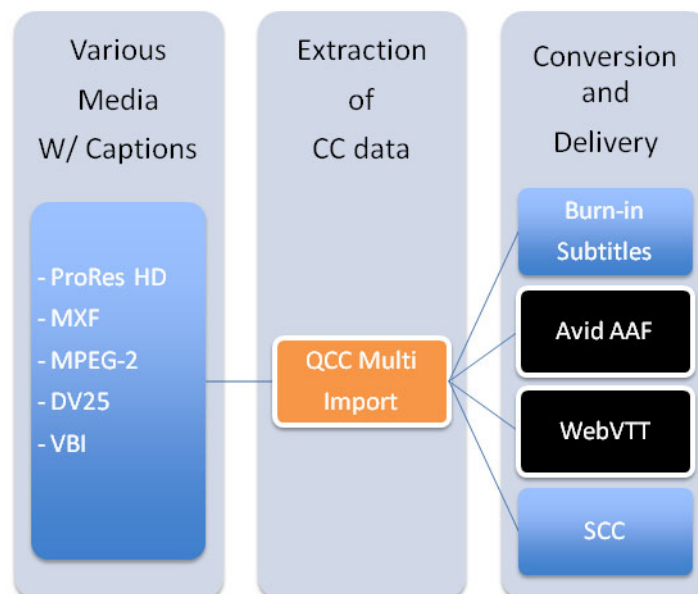 Various
Media
W/ Captions
- ProRes HD
- MXF
- MPEG-2
- DV25
- VBI
Extraction
of
CC data
QCC Multi
Import
Conversion
and
Delivery
Burn-in
Subtitles
Avid AAF
WebVTT
SCC